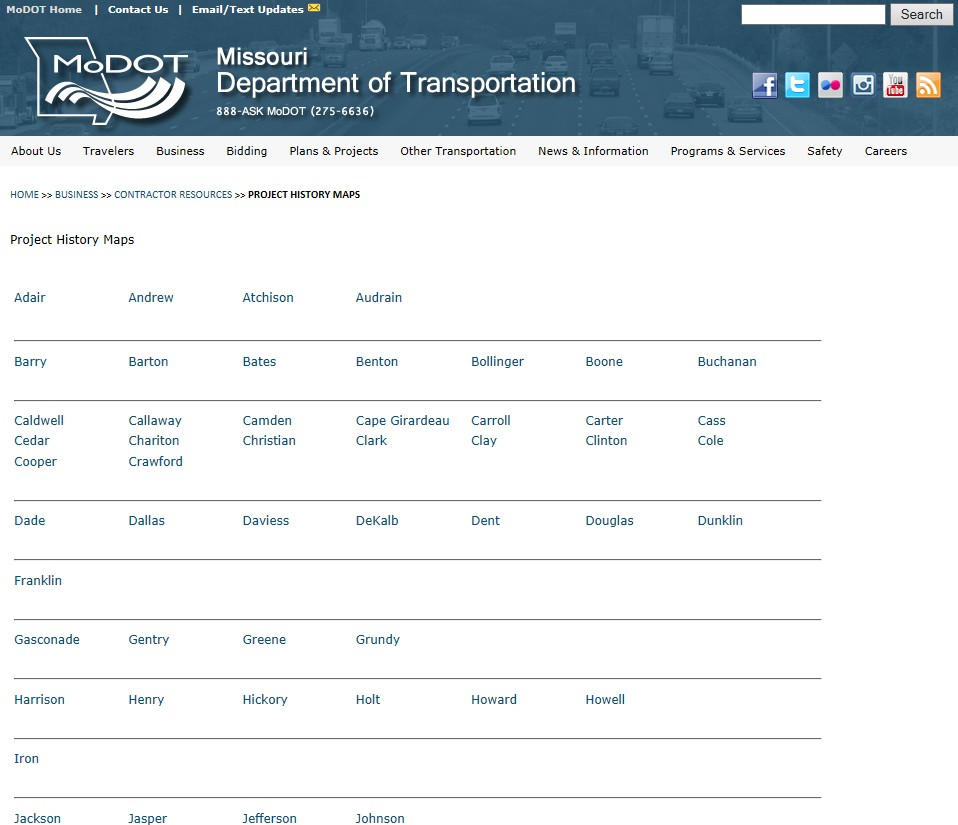 MoDOT Home | Contact Us | Email/Text Updates
Search
MoDOT
Missouri
Department of Transportation
888-ASK MoDOT (275-6636)
You Tube
About Us Travelers Business Bidding Plans & Projects Other Transportation News & Information Programs & Services Safety Careers
HOME >> BUSINESS >> CONTRACTOR RESOURCES >> PROJECT HISTORY MAPS
Project History Maps
Adair Andrew Atchison Audrain
Barry Barton Bates Benton Bollinger Boone Buchanan
Caldwell Callaway Camden Cape Girardeau Carroll Carter Cass
Cedar Chariton Christian Clark Clay Clinton Cole
Cooper Crawford
Dade Dallas Daviess DeKalb Dent Douglas Dunklin
Franklin
Gasconade Gentry Greene Grundy
Harrison Henry Hickory Holt Howard Howell
Iron
Jackson Jasper Jefferson Johnson